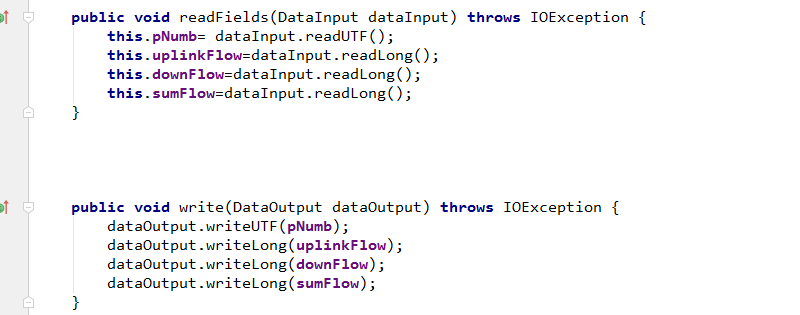 public void readFields(DataInput dataInput) throws IOException {
this.pNumb= dataInput.readUTF();
this.uplinkFlow=dataInput.readLong();
this.downFlow=dataInput.readLong();
this.sumFlow=dataInput.readLong();
}
public void write(DataOutput dataOutput) throws IOException {
dataOutput.writeUTF(pNumb);
dataOutput.writeLong(uplinkFlow);
dataOutput.writeLong(downFlow);
dataOutput.writeLong(sumFlow);
}